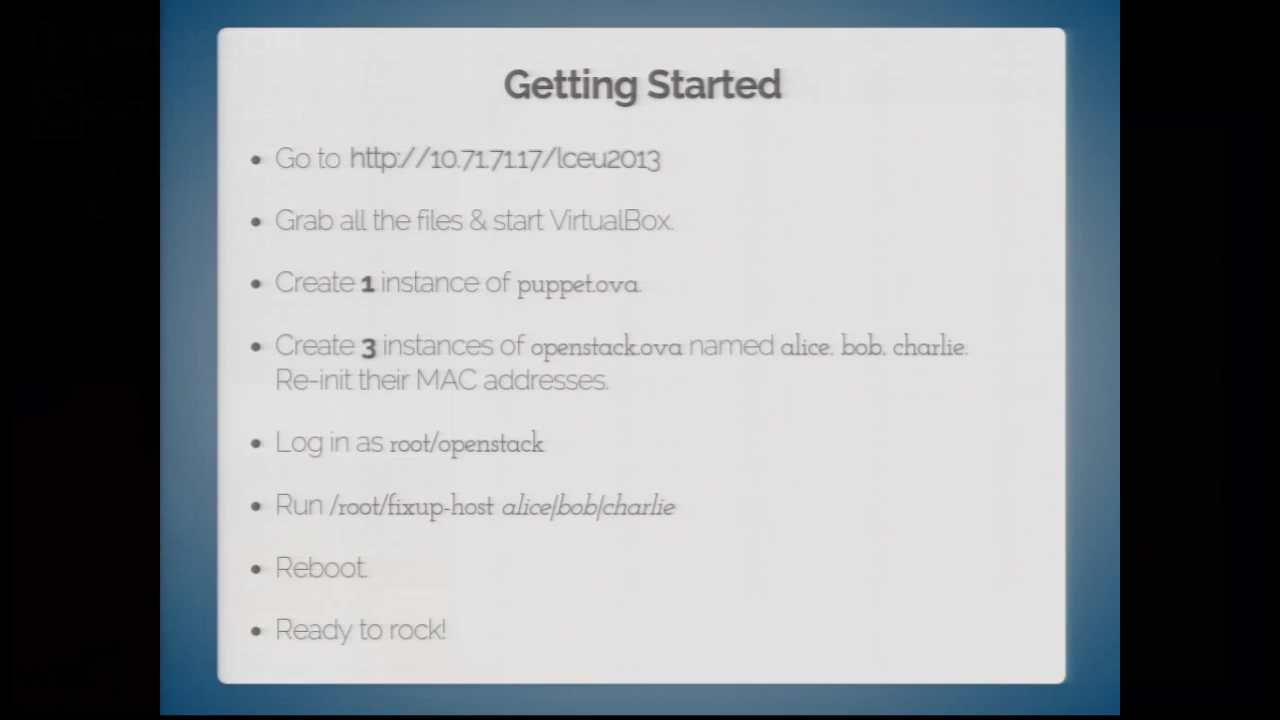 Getting Started
Go to http://10.71.71.17/lceu2013
Grab all the files & start VirtualBox.
Create 1 instance of puppet.ova.
Create 3 instances of openstack.ova named alice, bob, charlie.
Re-init their MAC addresses.
Log in as root/openstack
Run /root/fixup-host alice|bob|charlie
Reboot.
Ready to rock!